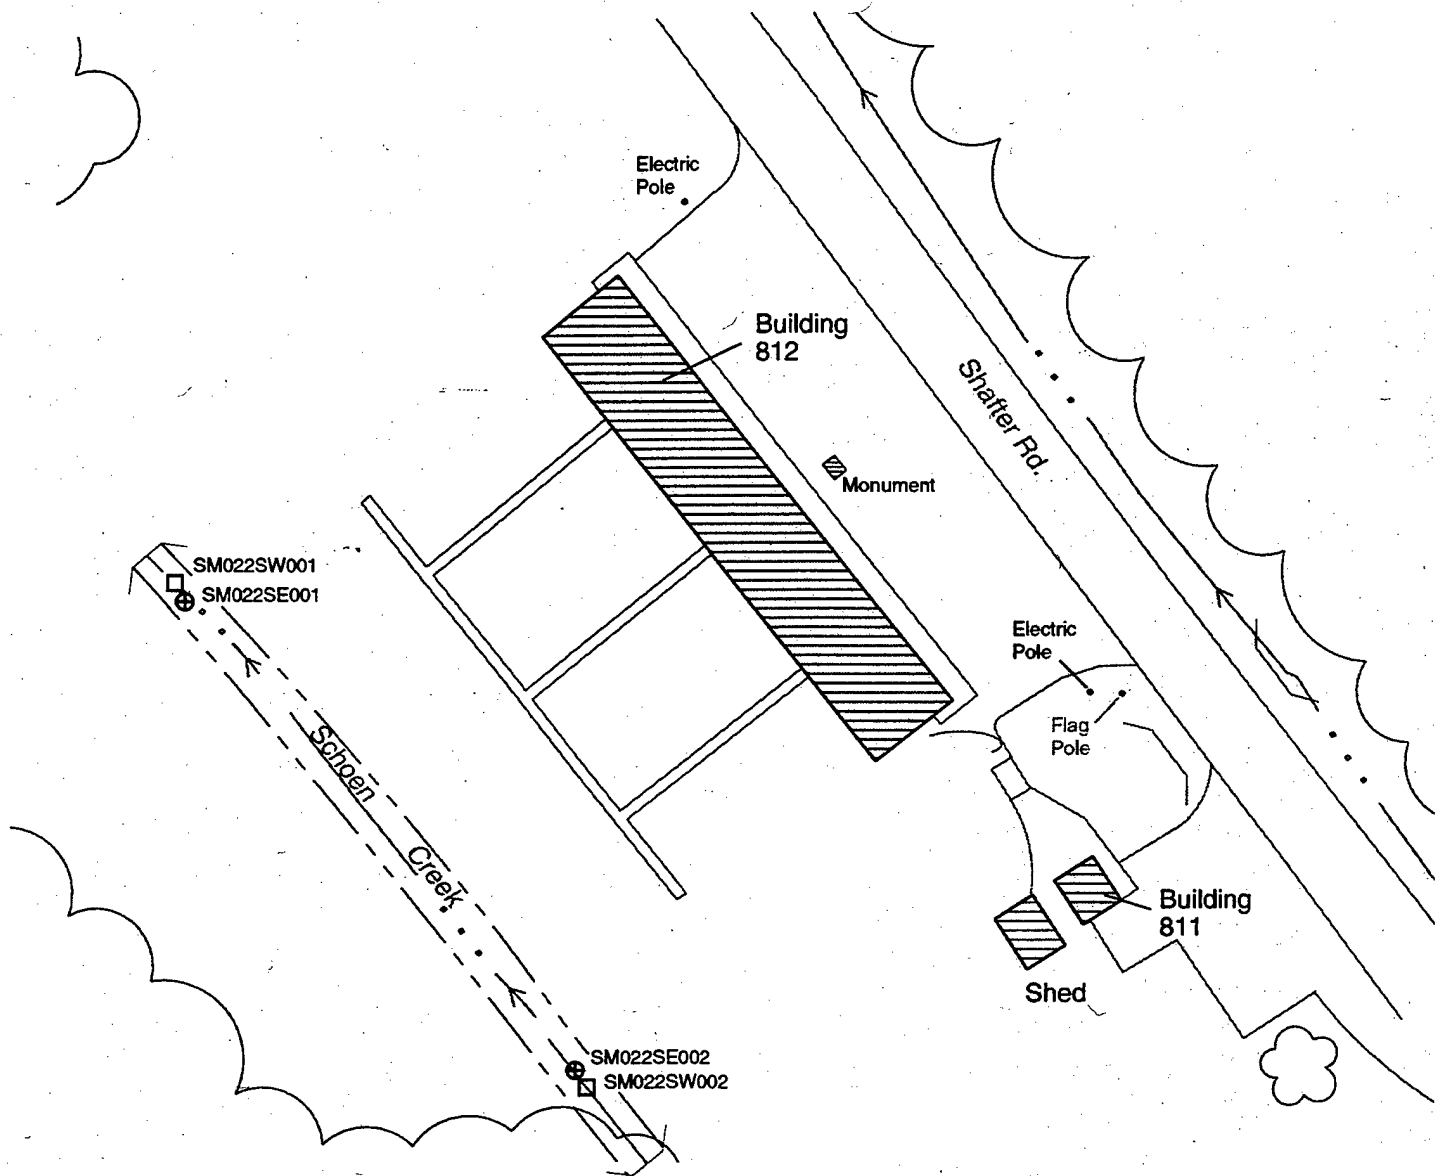 Electric
Pole
Building
812
Shafter Rd.
Monument
SM022SW001
SM022SE001
Electric
Pole
Flag
Pole
Schoen
Creek
Building
811
Shed
SM022SE002
SM022SW002